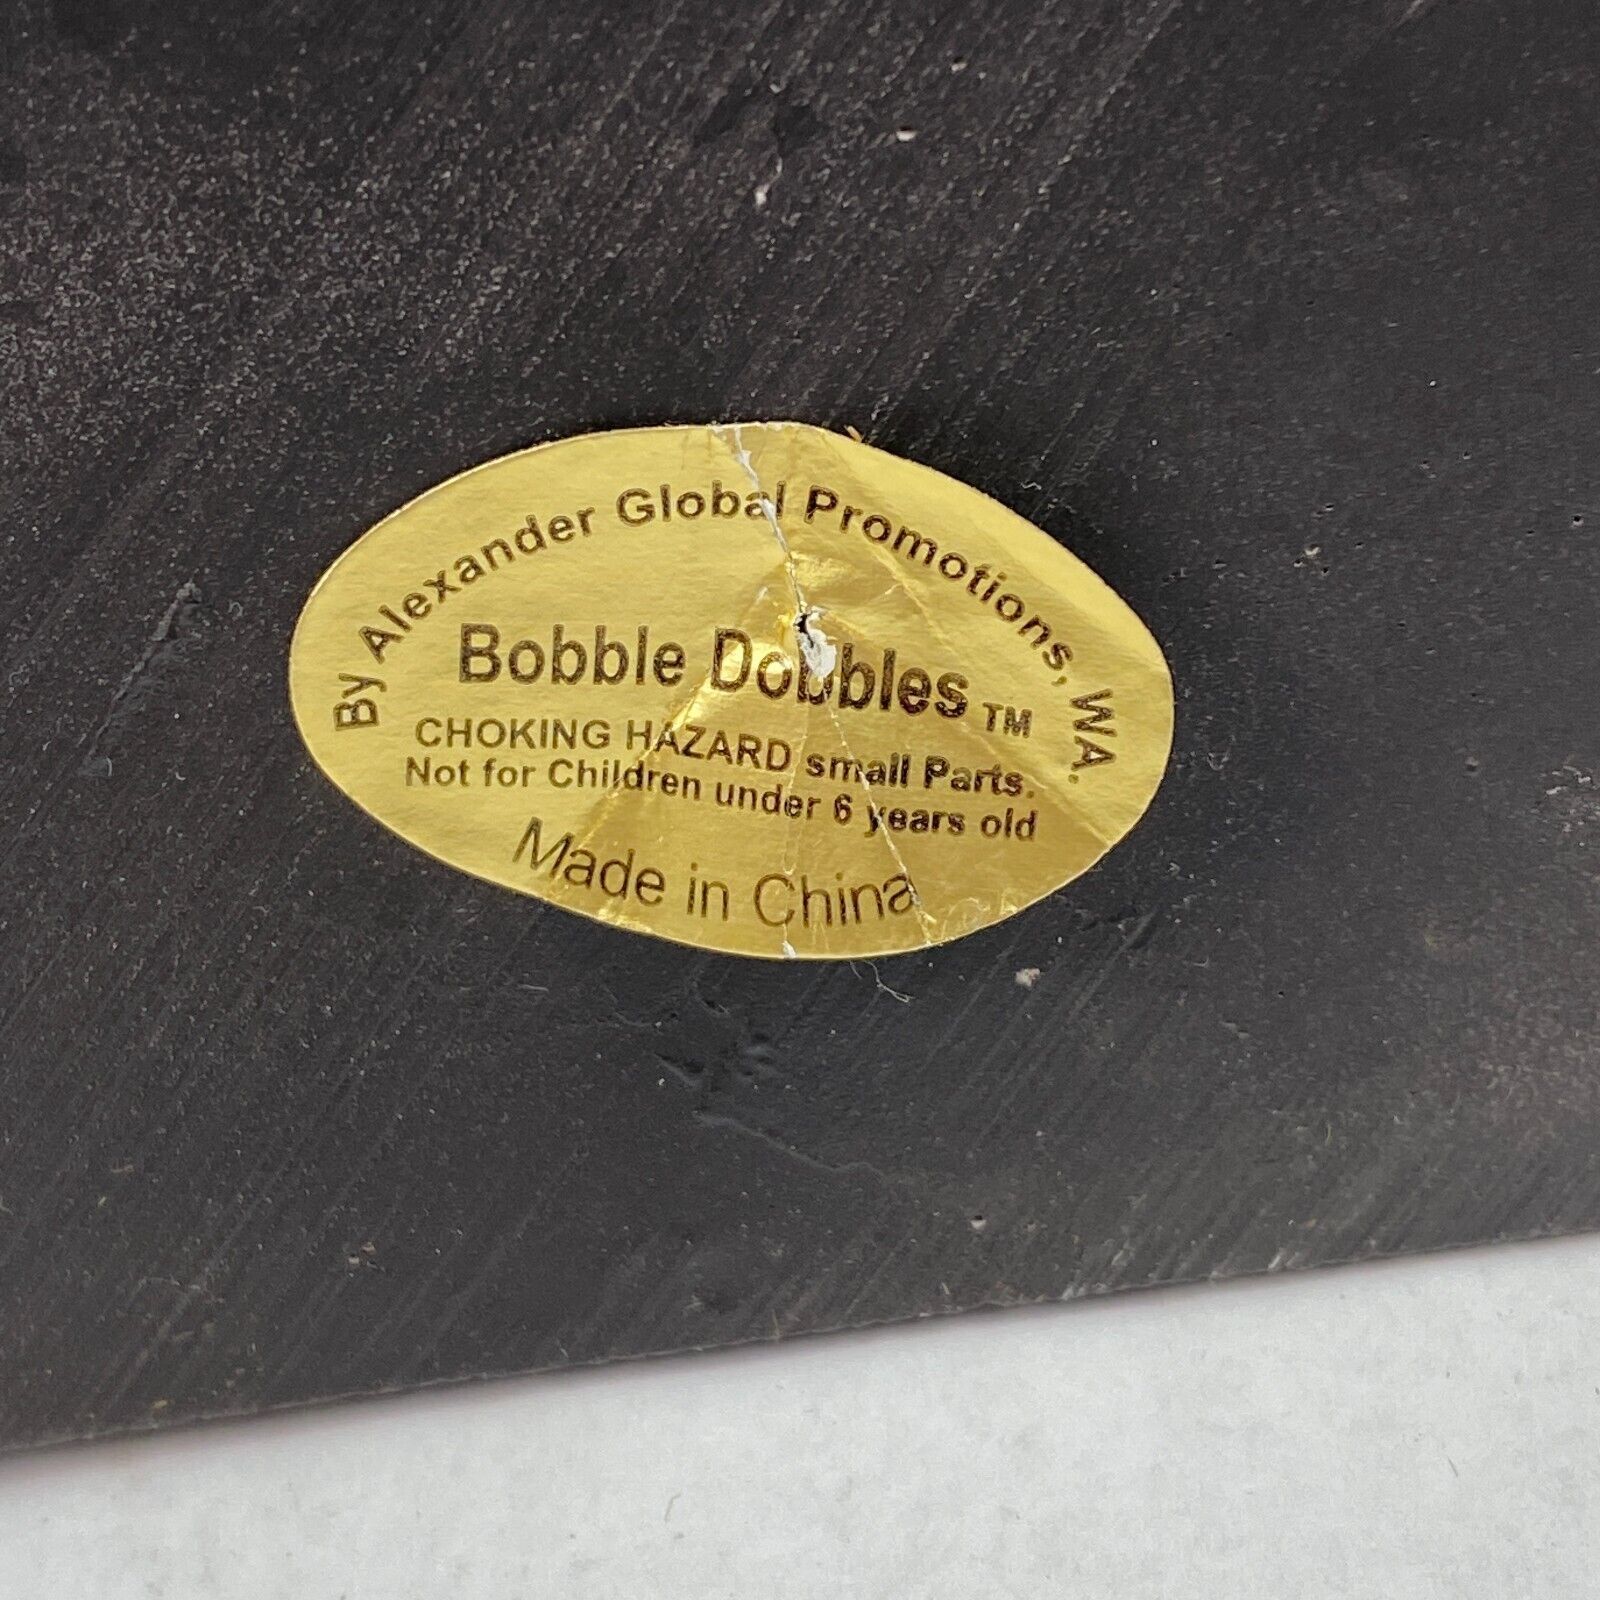 By Alexander Global Promotions, WA.
Bobble Dobbles TM
CHOKING HAZARD small Parts.
Not for Children under 6 years old
Made in China